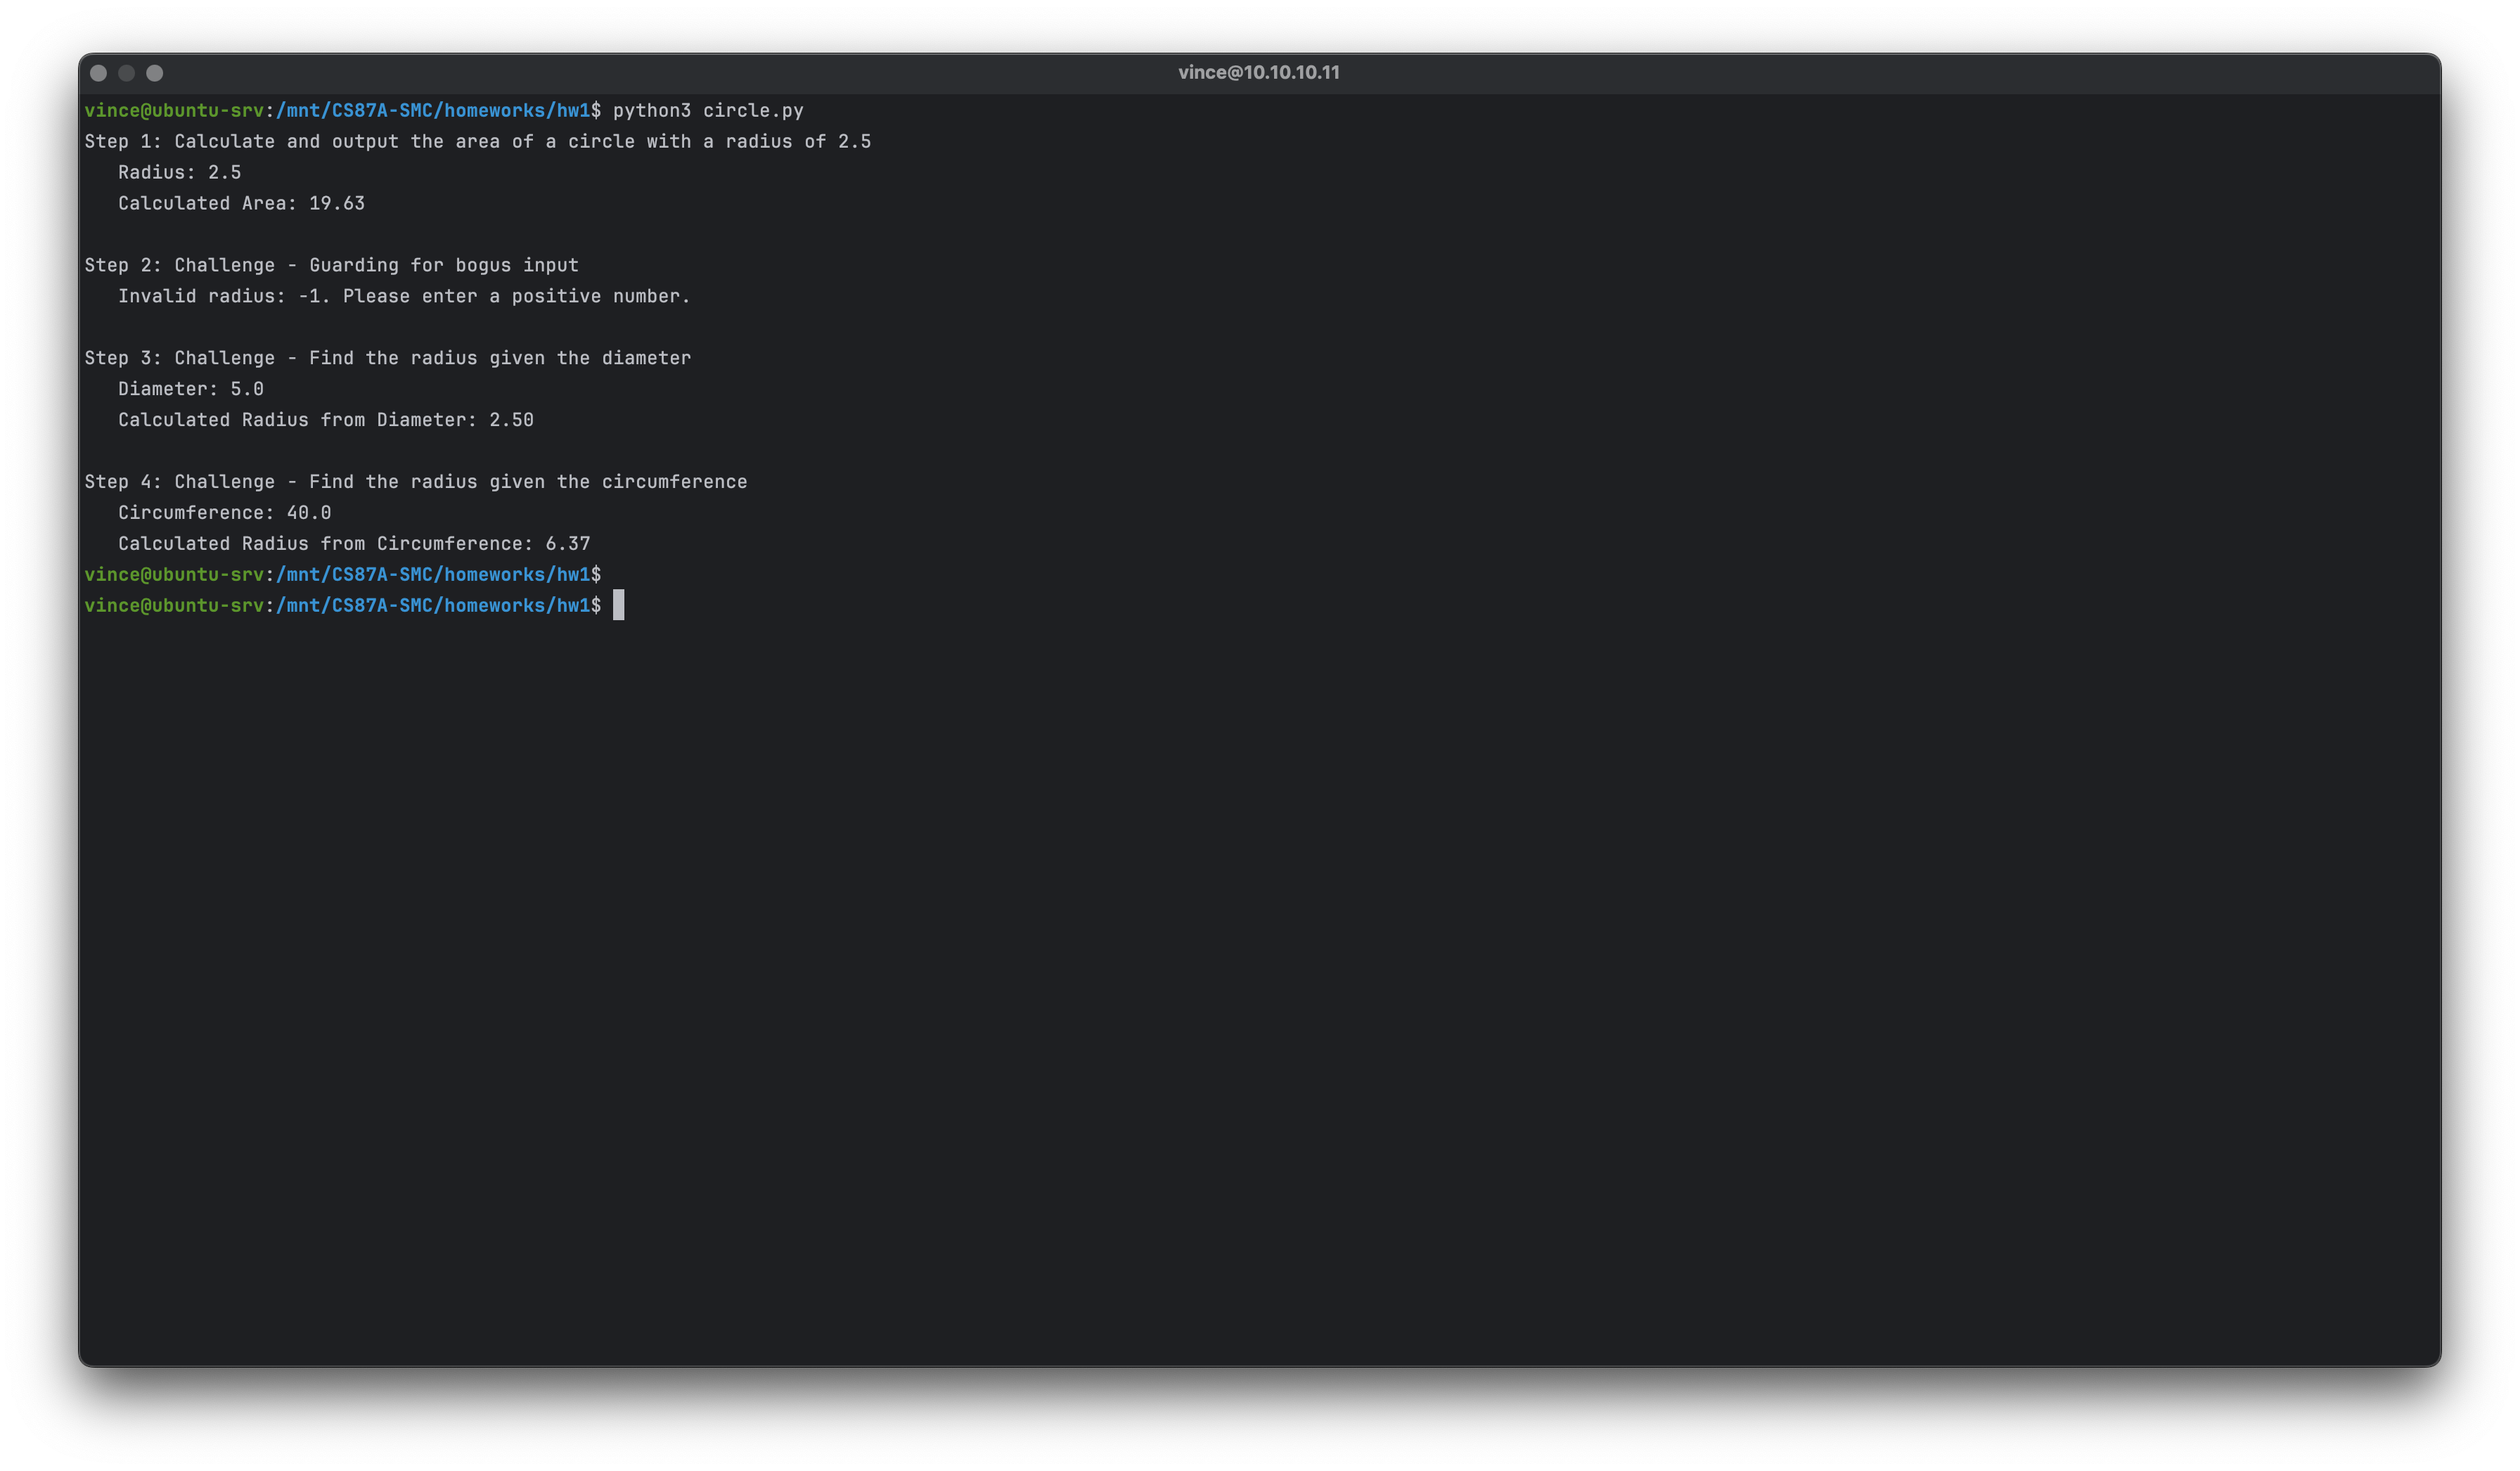 vince@10.10.10.11
vince@ubuntu-srv:/mnt/CS87A-SMC/homeworks/hw1$ python3 circle.py
Step 1: Calculate and output the area of a circle with a radius of 2.5
   Radius: 2.5
   Calculated Area: 19.63

Step 2: Challenge - Guarding for bogus input
   Invalid radius: -1. Please enter a positive number.

Step 3: Challenge - Find the radius given the diameter
   Diameter: 5.0
   Calculated Radius from Diameter: 2.50

Step 4: Challenge - Find the radius given the circumference
   Circumference: 40.0
   Calculated Radius from Circumference: 6.37
vince@ubuntu-srv:/mnt/CS87A-SMC/homeworks/hw1$
vince@ubuntu-srv:/mnt/CS87A-SMC/homeworks/hw1$